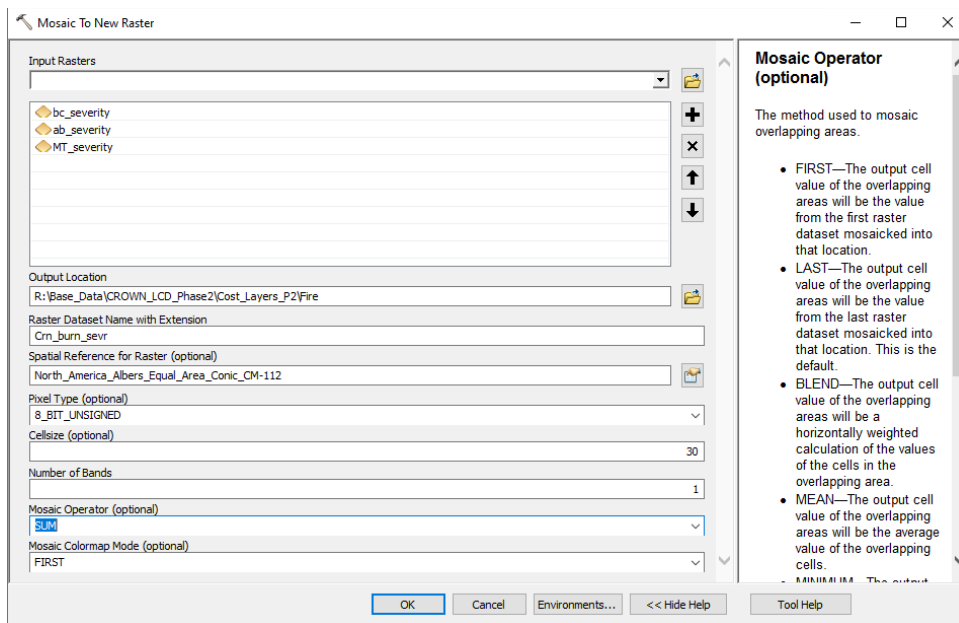 Mosaic To New Raster
Input Rasters
bc_severity
ab_severity
MT_severity
Output Location
R:\Base_Data\CROWN_LCD_Phase2\Cost_Layers_P2\Fire
Raster Dataset Name with Extension
Crn_burn_sevr
Spatial Reference for Raster (optional)
North_America_Albers_Equal_Area_Conic_CM-112
Pixel Type (optional)
8_BIT_UNSIGNED
Cellsize (optional)
30
Number of Bands
1
Mosaic Operator (optional)
SUM
Mosaic Colormap Mode (optional)
FIRST
Mosaic Operator
(optional)
The method used to mosaic
overlapping areas.
• FIRST—The output cell
value of the overlapping
areas will be the value
from the first raster
dataset mosaicked into
that location.
• LAST—The output cell
value of the overlapping
areas will be the value
from the last raster
dataset mosaicked into
that location. This is the
default.
• BLEND—The output cell
value of the overlapping
areas will be a
horizontally weighted
calculation of the values
of the cells in the
overlapping area.
• MEAN—The output cell
value of the overlapping
areas will be the average
value of the overlapping
cells.
• MINIMUM—The output
OK
Cancel
Environments...
<< Hide Help
Tool Help